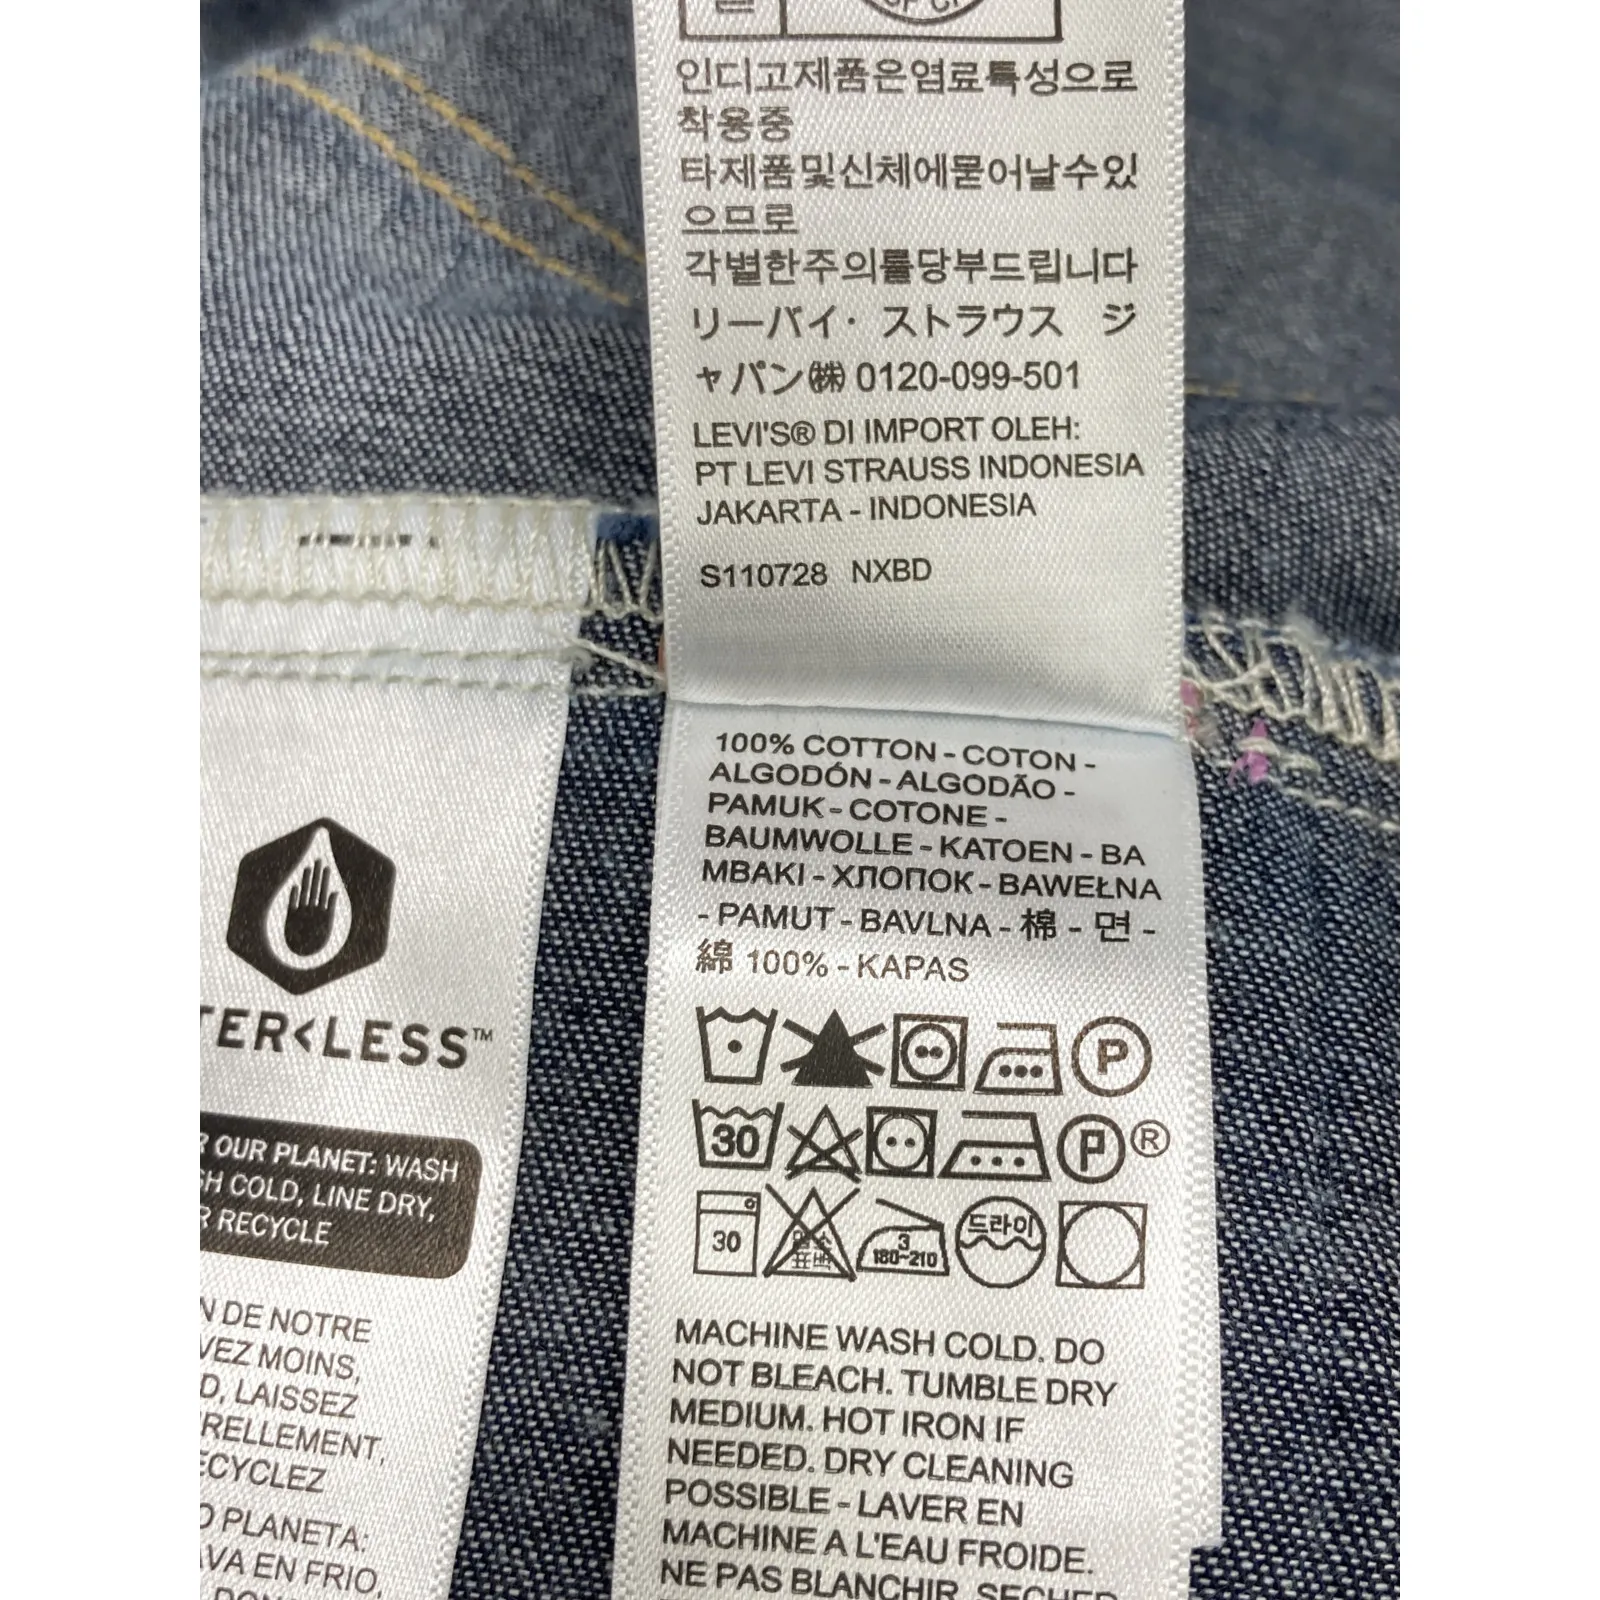 인디고제품은염료특성으로
착용중
타제품및신체에묻어날수있
으므로
각별한주의를당부드립니다
リーバイ・ ストラウス ジ
ャパン㈱ 0120-099-501
LEVI'S® DI IMPORT OLEH:
PT LEVI STRAUSS INDONESIA
JAKARTA - INDONESIA
S110728 NXBD
100% COTTON - COTON -
ALGODÓN - ALGODÃO -
PAMUK - COTONE -
BAUMWOLLE - KATOEN - BA
MBAKI - ХЛОПОК - BAWEŁNA
- PAMUT - BAVLNA - 棉 - 면 -
綿 100% - KAPAS
P
30 P ®
30 3 180~210 드라이
MACHINE WASH COLD. DO
NOT BLEACH. TUMBLE DRY
MEDIUM. HOT IRON IF
NEEDED. DRY CLEANING
POSSIBLE - LAVER EN
MACHINE A L'EAU FROIDE.
NE PAS BLANCHIR. SECHER
TER<LESS™
R OUR PLANET: WASH
H COLD, LINE DRY,
R RECYCLE
N DE NOTRE
VEZ MOINS,
D, LAISSEZ
RELLEMENT,
ECYCLEZ
O PLANETA:
AVA EN FRIO,